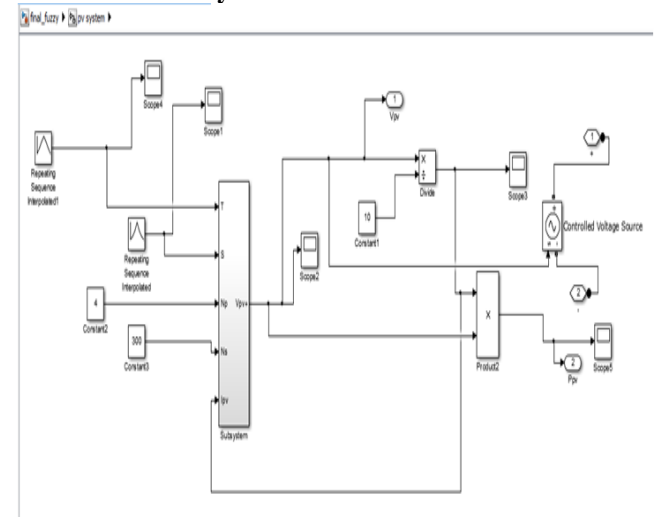 final_fuzzy
pv system
Scope4
Scope1
Repeating
Sequence
Interpolated1
1
Vpv
X
÷
Divide
Scope3
1
+
10
Constant1
Controlled Voltage Source
T
Repeating
Sequence
Interpolated
S
Scope2
4
Constant2
Np
Vpv+
2
-
X
Product2
300
Constant3
Ns
Scope5
2
Ppv
Ipv
Subsystem